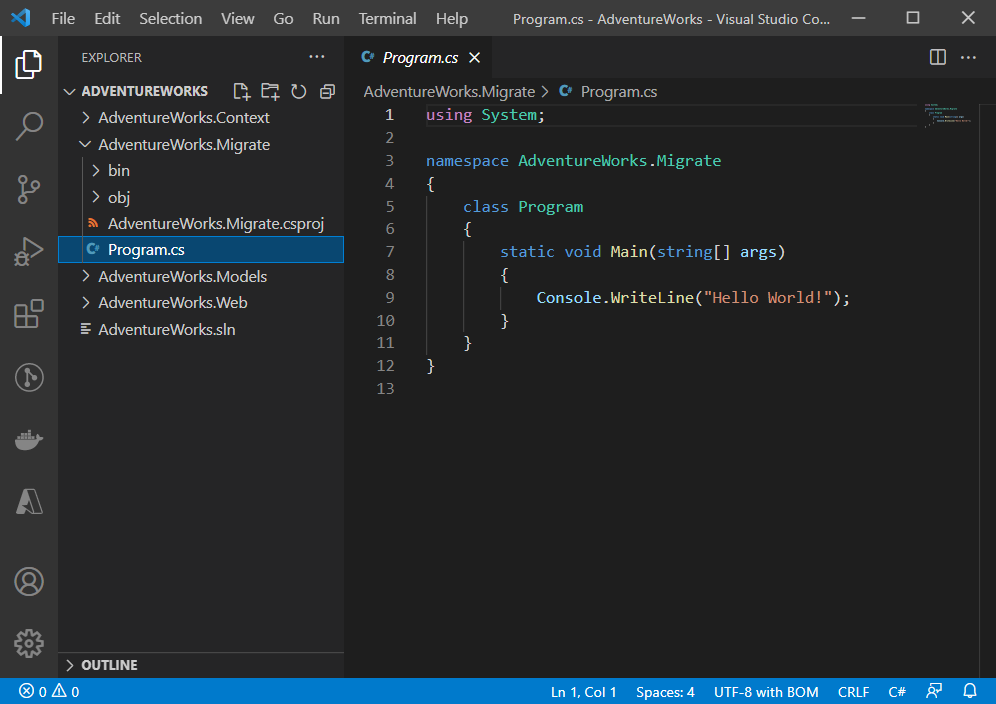 File Edit Selection View Go Run Terminal Help Program.cs - AdventureWorks - Visual Studio Co...
EXPLORER
ADVENTUREWORKS
AdventureWorks.Context
AdventureWorks.Migrate
bin
obj
AdventureWorks.Migrate.csproj
C# Program.cs
AdventureWorks.Models
AdventureWorks.Web
AdventureWorks.sln
OUTLINE
C# Program.cs
AdventureWorks.Migrate > C# Program.cs
1 using System;
2
3 namespace AdventureWorks.Migrate
4 {
5 class Program
6 {
7 static void Main(string[] args)
8 {
9 Console.WriteLine("Hello World!");
10 }
11 }
12 }
13
0 0 Ln 1, Col 1 Spaces: 4 UTF-8 with BOM CRLF C#